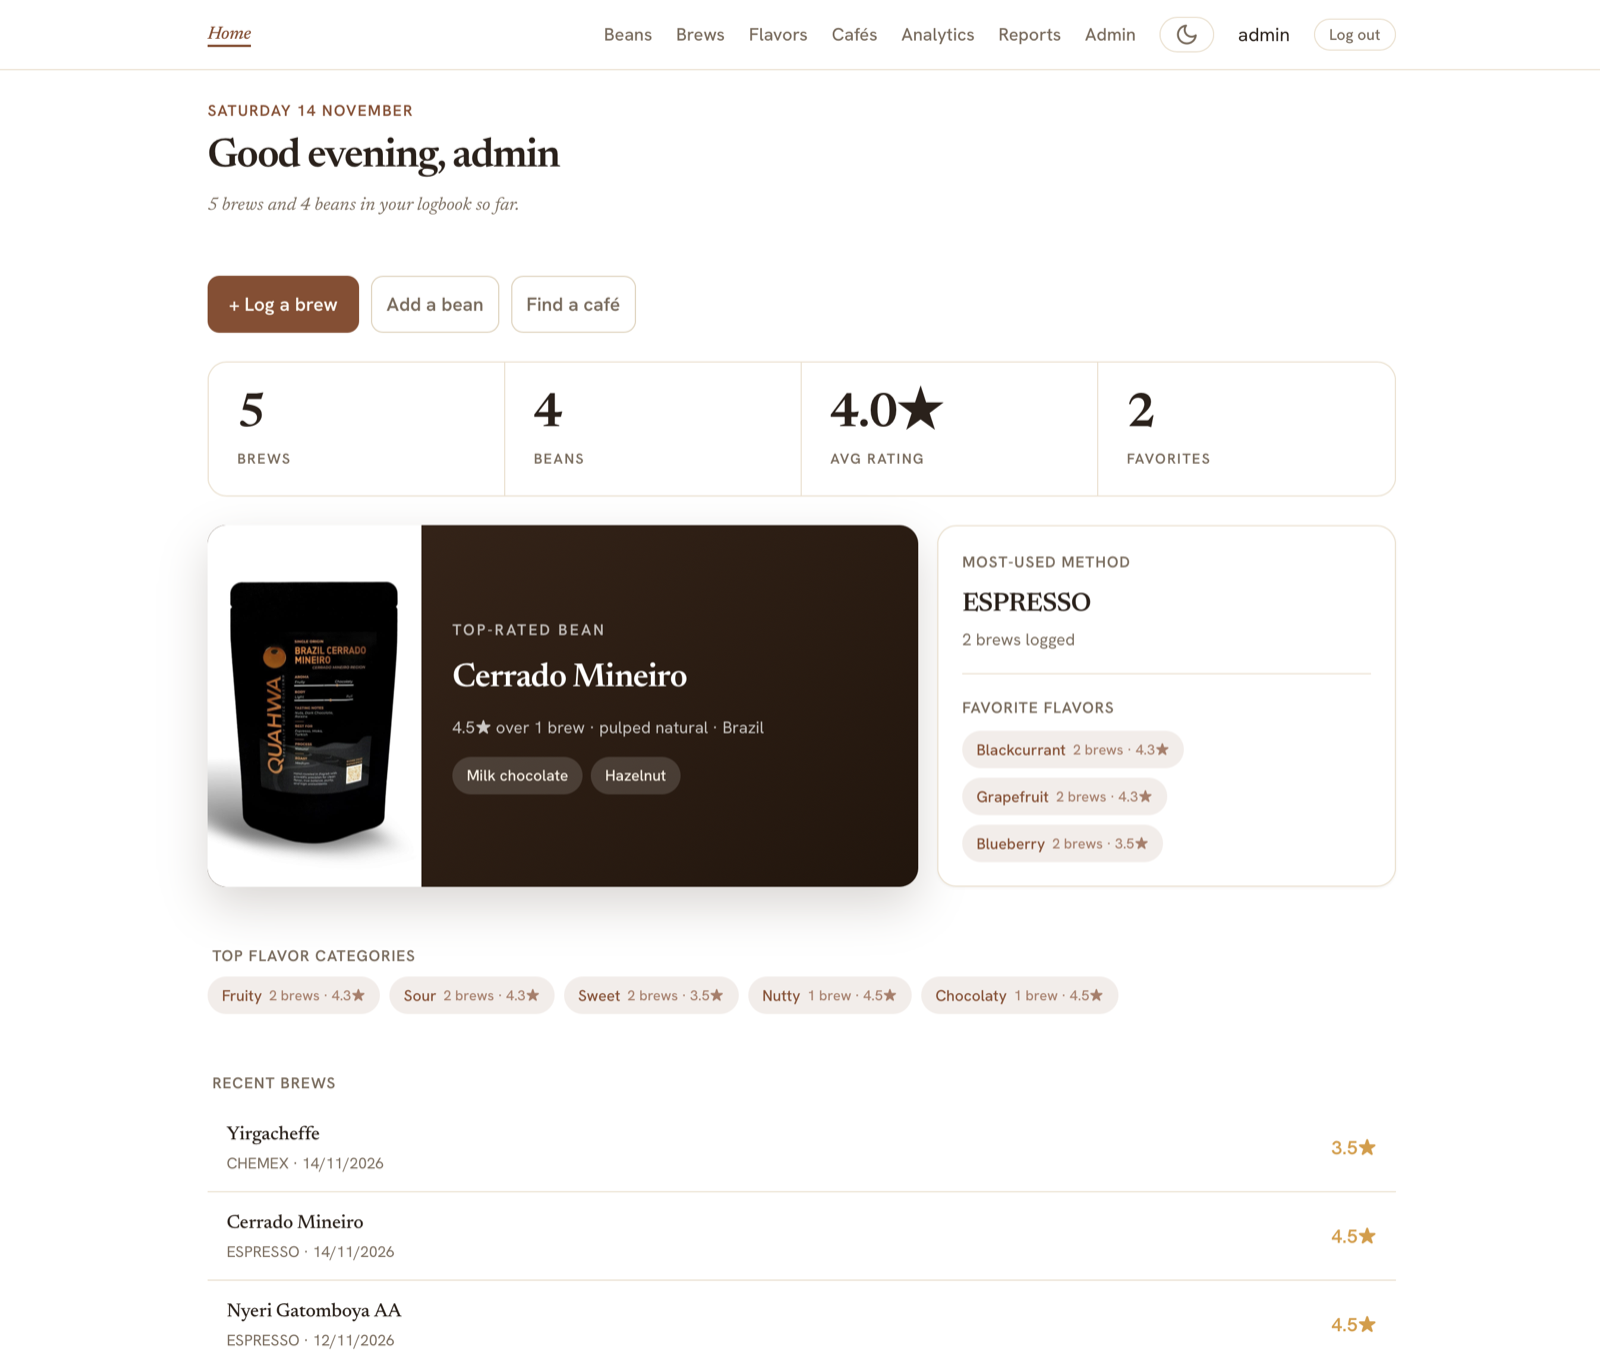 Home
Beans Brews Flavors Cafés Analytics Reports Admin admin Log out
SATURDAY 14 NOVEMBER
Good evening, admin
5 brews and 4 beans in your logbook so far.
+ Log a brew Add a bean Find a café
5
BREWS
4
BEANS
4.0★
AVG RATING
2
FAVORITES
SINGLE ORIGIN
BRAZIL CERRADO
MINEIRO
CERRADO MINEIRO REGION
QUAHWA
TOP-RATED BEAN
Cerrado Mineiro
4.5★ over 1 brew · pulped natural · Brazil
Milk chocolate Hazelnut
MOST-USED METHOD
ESPRESSO
2 brews logged
FAVORITE FLAVORS
Blackcurrant 2 brews · 4.3★
Grapefruit 2 brews · 4.3★
Blueberry 2 brews · 3.5★
TOP FLAVOR CATEGORIES
Fruity 2 brews · 4.3★ Sour 2 brews · 4.3★ Sweet 2 brews · 3.5★ Nutty 1 brew · 4.5★ Chocolaty 1 brew · 4.5★
RECENT BREWS
Yirgacheffe
CHEMEX · 14/11/2026
3.5★
Cerrado Mineiro
ESPRESSO · 14/11/2026
4.5★
Nyeri Gatomboya AA
ESPRESSO · 12/11/2026
4.5★